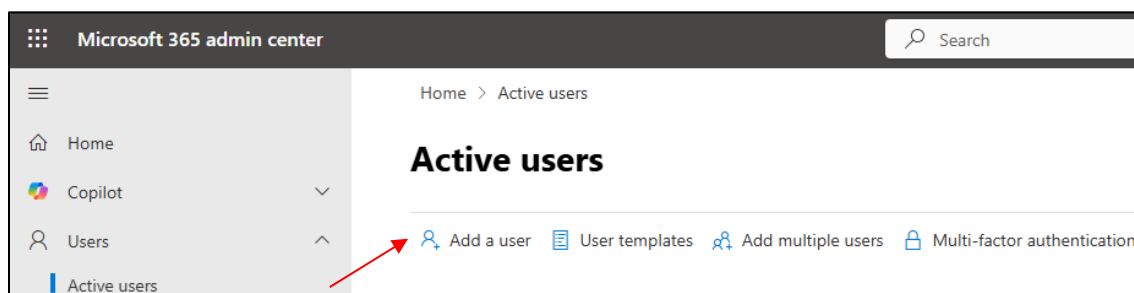 Microsoft 365 admin center
Search
Home > Active users
Home
Active users
Copilot
Users
Add a user User templates Add multiple users Multi-factor authentication
Active users